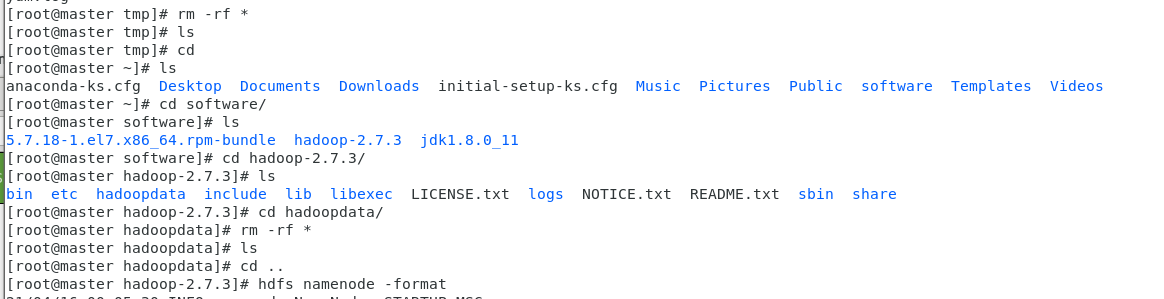 [root@master tmp]# rm -rf *
[root@master tmp]# ls
[root@master tmp]# cd
[root@master ~]# ls
anaconda-ks.cfg  Desktop  Documents  Downloads  initial-setup-ks.cfg  Music  Pictures  Public  software  Templates  Videos
[root@master ~]# cd software/
[root@master software]# ls
5.7.18-1.el7.x86_64.rpm-bundle  hadoop-2.7.3  jdk1.8.0_11
[root@master software]# cd hadoop-2.7.3/
[root@master hadoop-2.7.3]# ls
bin  etc  hadoopdata  include  lib  libexec  LICENSE.txt  logs  NOTICE.txt  README.txt  sbin  share
[root@master hadoop-2.7.3]# cd hadoopdata/
[root@master hadoopdata]# rm -rf *
[root@master hadoopdata]# ls
[root@master hadoopdata]# cd ..
[root@master hadoop-2.7.3]# hdfs namenode -format